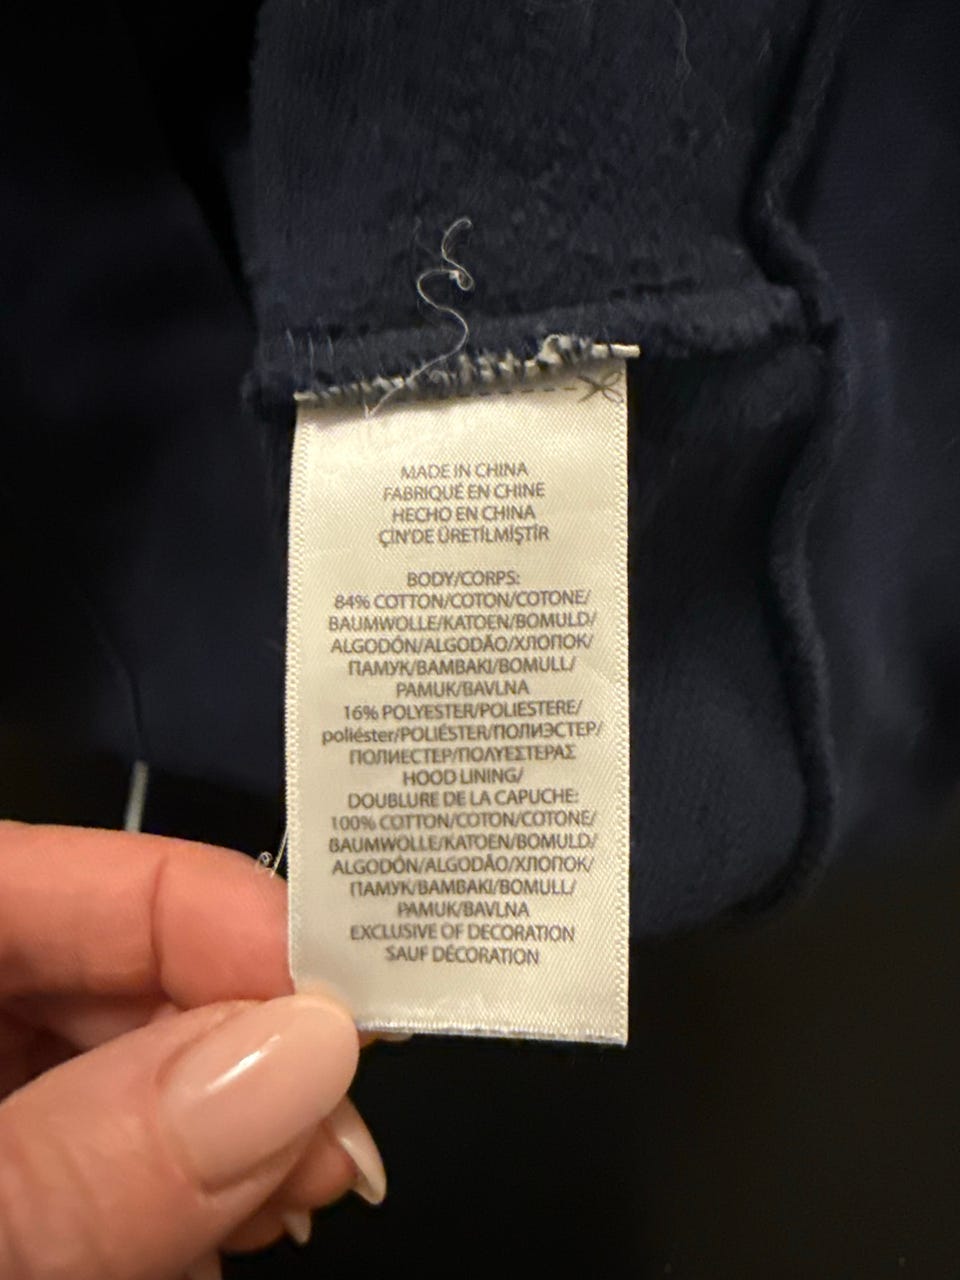 MADE IN CHINA
FABRIQUÉ EN CHINE
HECHO EN CHINA
ÇİN'DE ÜRETİLMİŞTİR
BODY/CORPS:
84% COTTON/COTON/COTONE/
BAUMWOLLE/KATOEN/BOMULD/
ALGODÓN/ALGODÃO/ХЛОПОК/
ПАМУК/ΒΑΜΒΑΚΙ/BOMULL/
PAMUK/BAVLNA
16% POLYESTER/POLIESTERE/
poliéster/POLIÉSTER/ПОЛИЭСТЕР/
ПОЛИЕСТЕР/ΠΟΛΥΕΣΤΕΡΑΣ
HOOD LINING/
DOUBLURE DE LA CAPUCHE:
100% COTTON/COTON/COTONE/
BAUMWOLLE/KATOEN/BOMULD/
ALGODÓN/ALGODÃO/ХЛОПОК/
ПАМУК/ΒΑΜΒΑΚΙ/BOMULL/
PAMUK/BAVLNA
EXCLUSIVE OF DECORATION
SAUF DÉCORATION